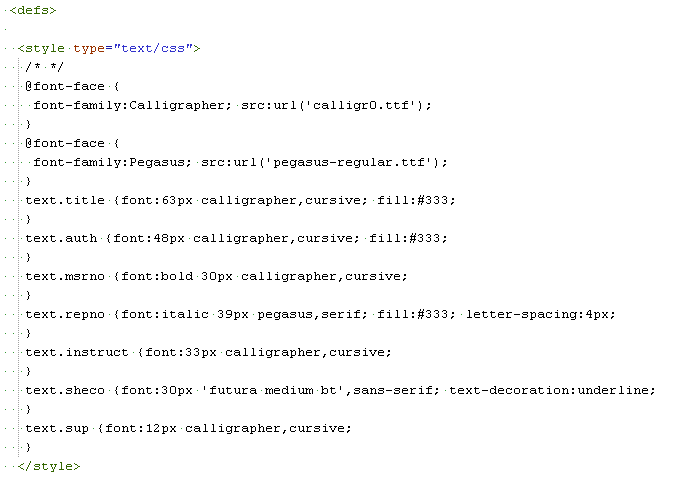 <defs>
<style type="text/css">
/* */
@font-face {
font-family:Calligrapher; src:url('calligr0.ttf');
}
@font-face {
font-family:Pegasus; src:url('pegasus-regular.ttf');
}
text.title {font:63px calligrapher,cursive; fill:#333;
}
text.auth {font:48px calligrapher,cursive; fill:#333;
}
text.msrno {font:bold 30px calligrapher,cursive;
}
text.repno {font:italic 39px pegasus,serif; fill:#333; letter-spacing:4px;
}
text.instruct {font:33px calligrapher,cursive;
}
text.sheco {font:30px 'futura medium bt',sans-serif; text-decoration:underline;
}
text.sup {font:12px calligrapher,cursive;
}
</style>